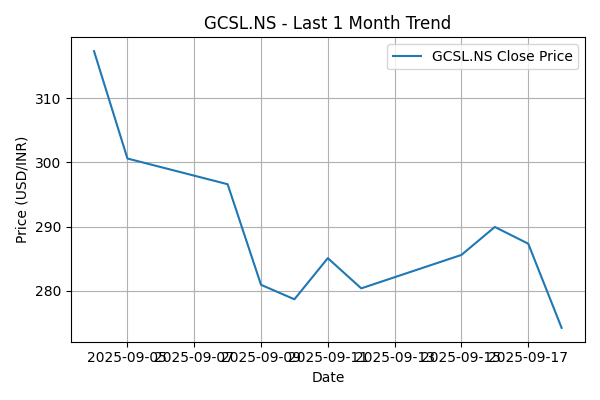 GCSL.NS - Last 1 Month Trend
GCSL.NS Close Price
Price (USD/INR)
310
300
290
280
2025-09-05 2025-09-07 2025-09-09 2025-09-11 2025-09-13 2025-09-15 2025-09-17
Date